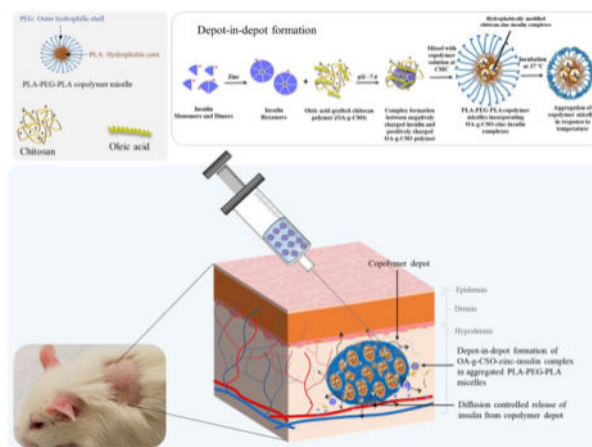 PEG: Outer hydrophilic shell
PLA: Hydrophobic core
PLA-PEG-PLA copolymer micelle
Chitosan
Oleic acid
Depot-in-depot formation
Insulin
Monomers and Dimers
Zinc
Insulin
Hexamers
+
Oleic acid-grafted-chitosan
polymer (OA-g-CSO)
pH ~7.4
Complex formation
between negatively
charged insulin and
positively charged
OA-g-CSO polymer
Mixed with
copolymer
solution at
CMC
Hydrophobically modified
chitosan-zinc-insulin
complexes
PLA-PEG-PLA copolymer
micelles incorporating
OA-g-CSO-zinc-insulin
complexes
Incubation
at 37 °C
Aggregation of
copolymer micelles
in response to
temperature
Copolymer depot
Epidermis
Dermis
Hypodermis
Depot-in-depot formation of
OA-g-CSO-zinc-insulin complex
in aggregated PLA-PEG-PLA
micelles
Diffusion controlled release of
insulin from copolymer depot